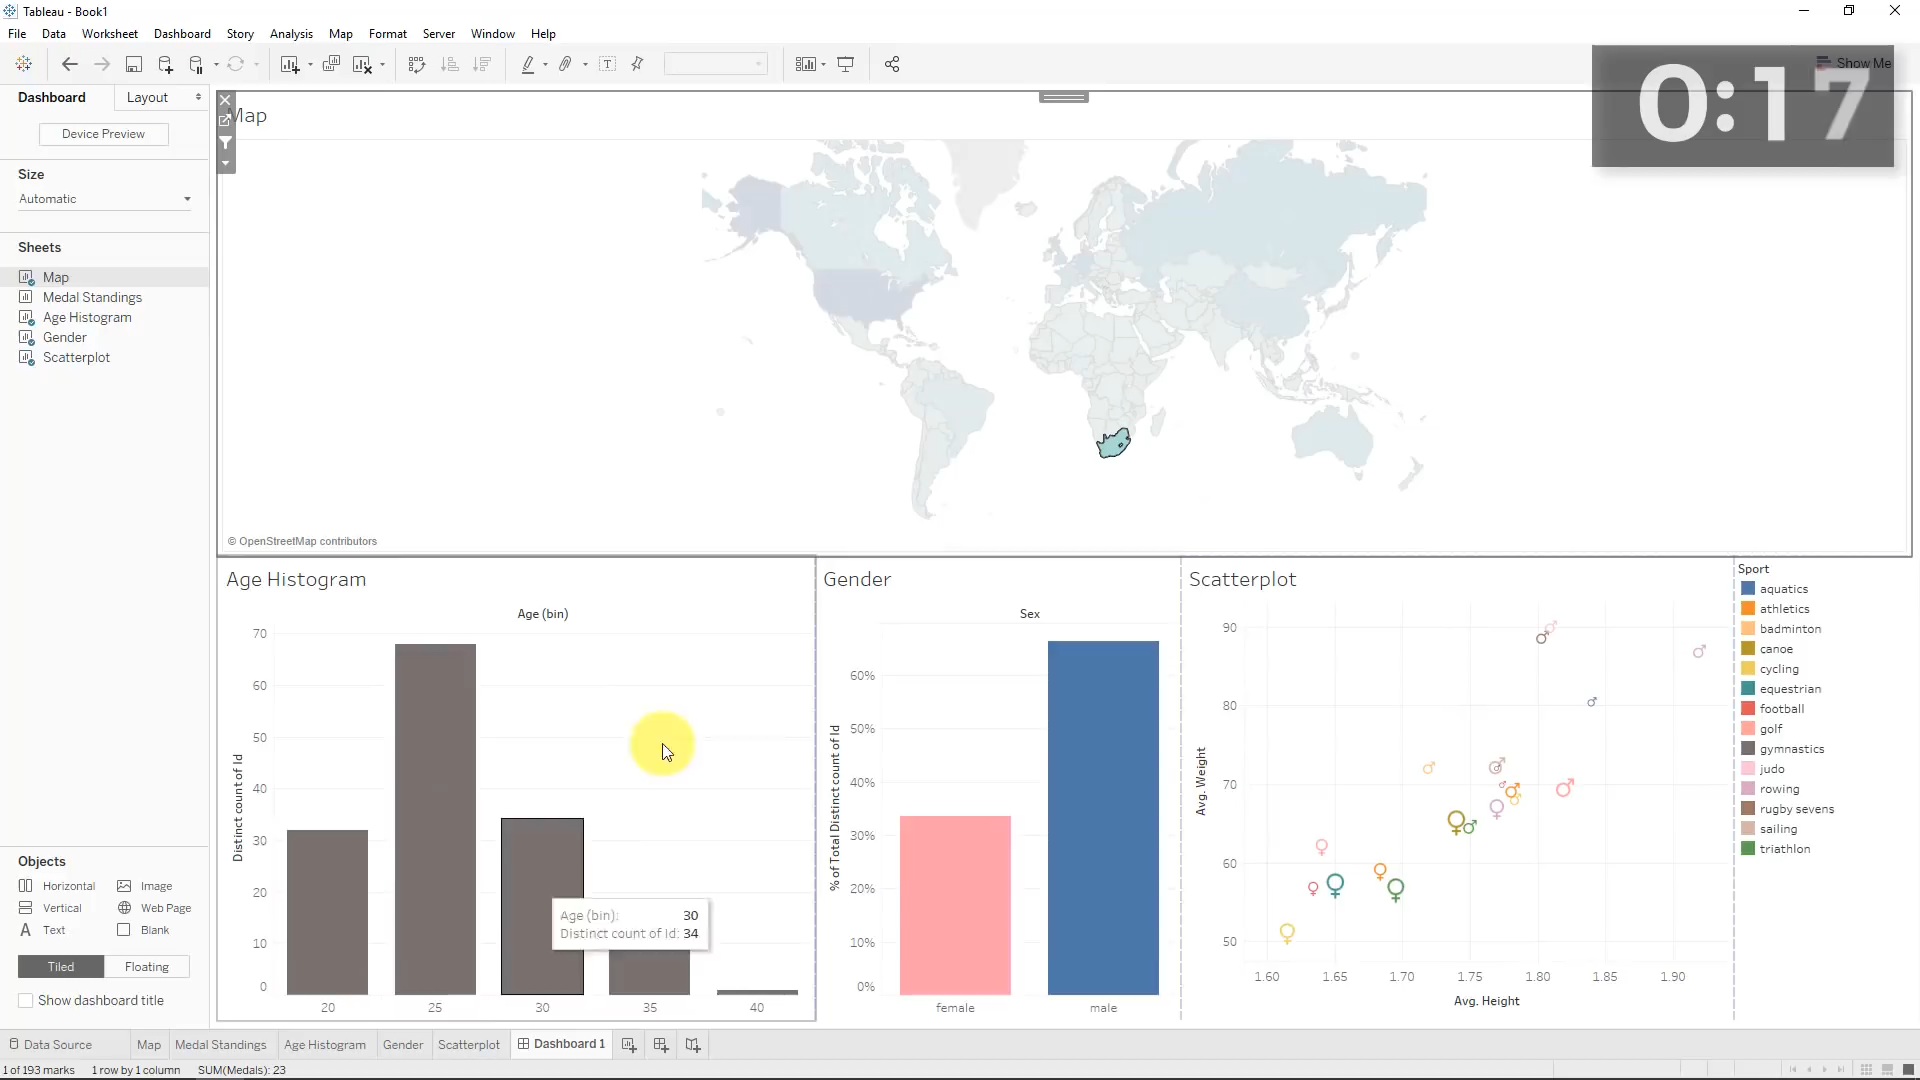 Tableau - Book1
File Data Worksheet Dashboard Story Analysis Map Format Server Window Help
Show Me
0:17
Dashboard
Layout
Device Preview
Size
Automatic
Sheets
Map
Medal Standings
Age Histogram
Gender
Scatterplot
Objects
Horizontal
Image
Vertical
Web Page
A Text
Blank
Tiled
Floating
Show dashboard title
Map
© OpenStreetMap contributors
Age Histogram
Age (bin)
Distinct count of Id
70
60
50
40
30
20
10
0
20 25 30 35 40
Age (bin): 30
Distinct count of Id: 34
Gender
Sex
% of Total Distinct count of Id
60%
50%
40%
30%
20%
10%
0%
female male
Scatterplot
Avg. Weight
90
80
70
60
50
1.60 1.65 1.70 1.75 1.80 1.85 1.90
Avg. Height
Sport
aquatics
athletics
badminton
canoe
cycling
equestrian
football
golf
gymnastics
judo
rowing
rugby sevens
sailing
triathlon
Data Source Map Medal Standings Age Histogram Gender Scatterplot Dashboard 1
1 of 193 marks 1 row by 1 column SUM(Medals): 23